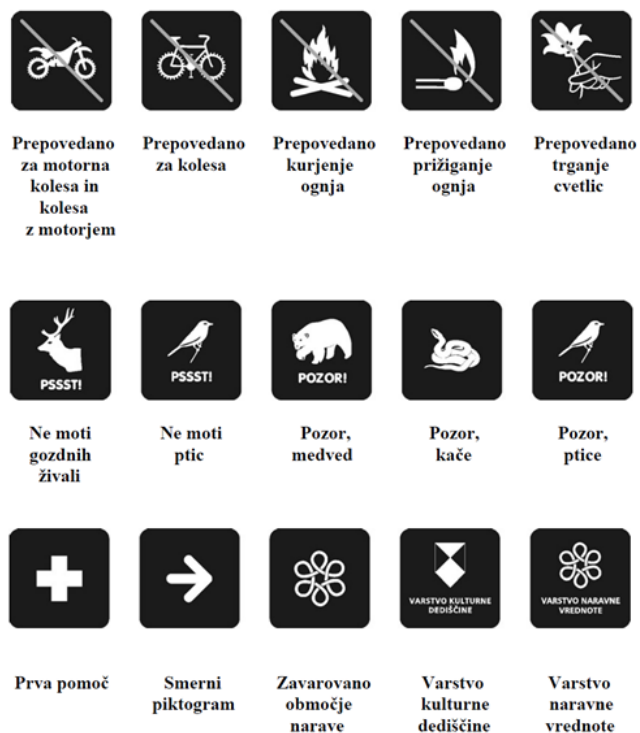 Prepovedano
za motorna
kolesa in
kolesa
z motorjem
Prepovedano
za kolesa
Prepovedano
kurjenje
ognja
Prepovedano
prižiganje
ognja
Prepovedano
trganje
cvetlic
PSSST!
PSSST!
POZOR!
POZOR!
Ne moti
gozdnih
živali
Ne moti
ptic
Pozor,
medved
Pozor,
kače
Pozor,
ptice
VARSTVO KULTURNE
DEDIŠČINE
VARSTVO NARAVNE
VREDNOTE
Prva pomoč
Smerni
piktogram
Zavarovano
območje
narave
Varstvo
kulturne
dediščine
Varstvo
naravne
vrednote